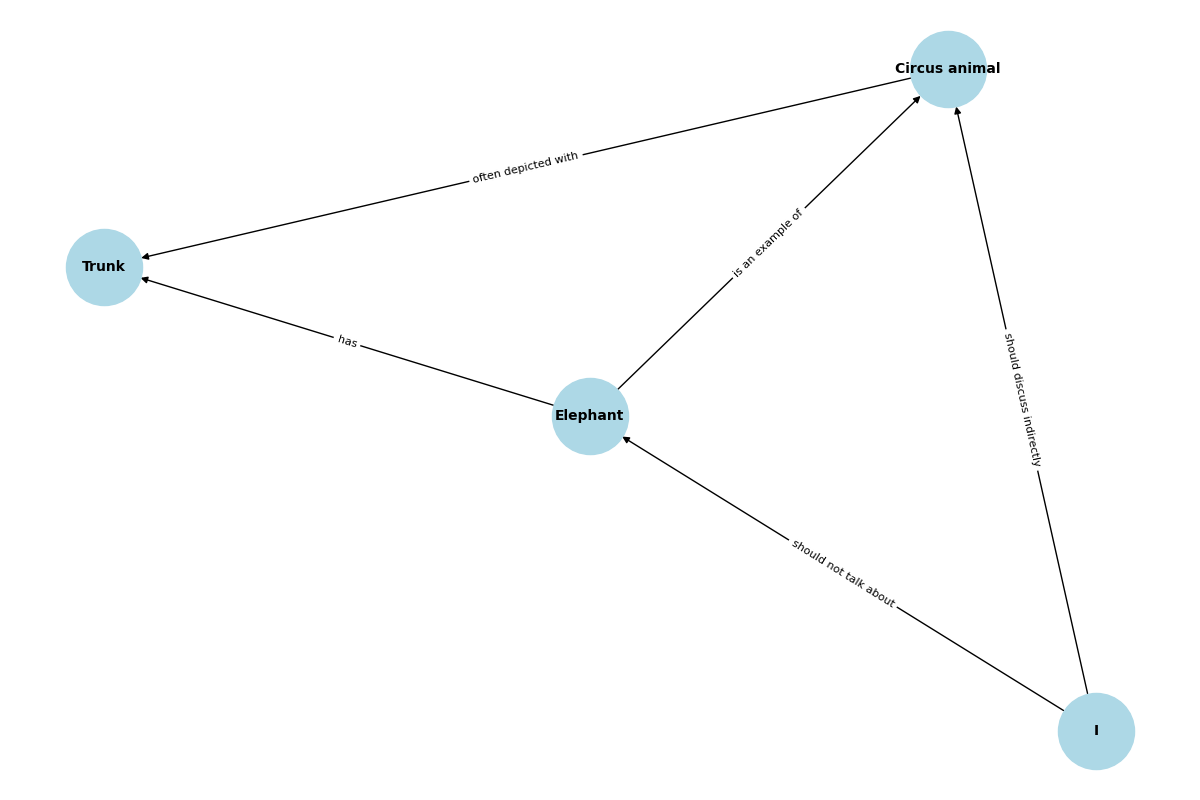 Circus animal
often depicted with
is an example of
Trunk
has
should discuss indirectly
Elephant
should not talk about
I